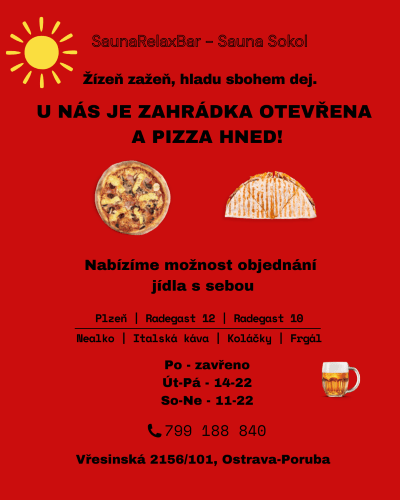 SaunaRelaxBar - Sauna Sokol
Žízeň zažeň, hladu sbohem dej.
U NÁS JE ZAHRÁDKA OTEVŘENA
A PIZZA HNED!
Nabízíme možnost objednání
jídla s sebou
Plzeň | Radegast 12 | Radegast 10
Nealko | Italská káva | Koláčky | Frgál
Po - zavřeno
Út-Pá - 14-22
So-Ne - 11-22
799 188 840
Vřesinská 2156/101, Ostrava-Poruba